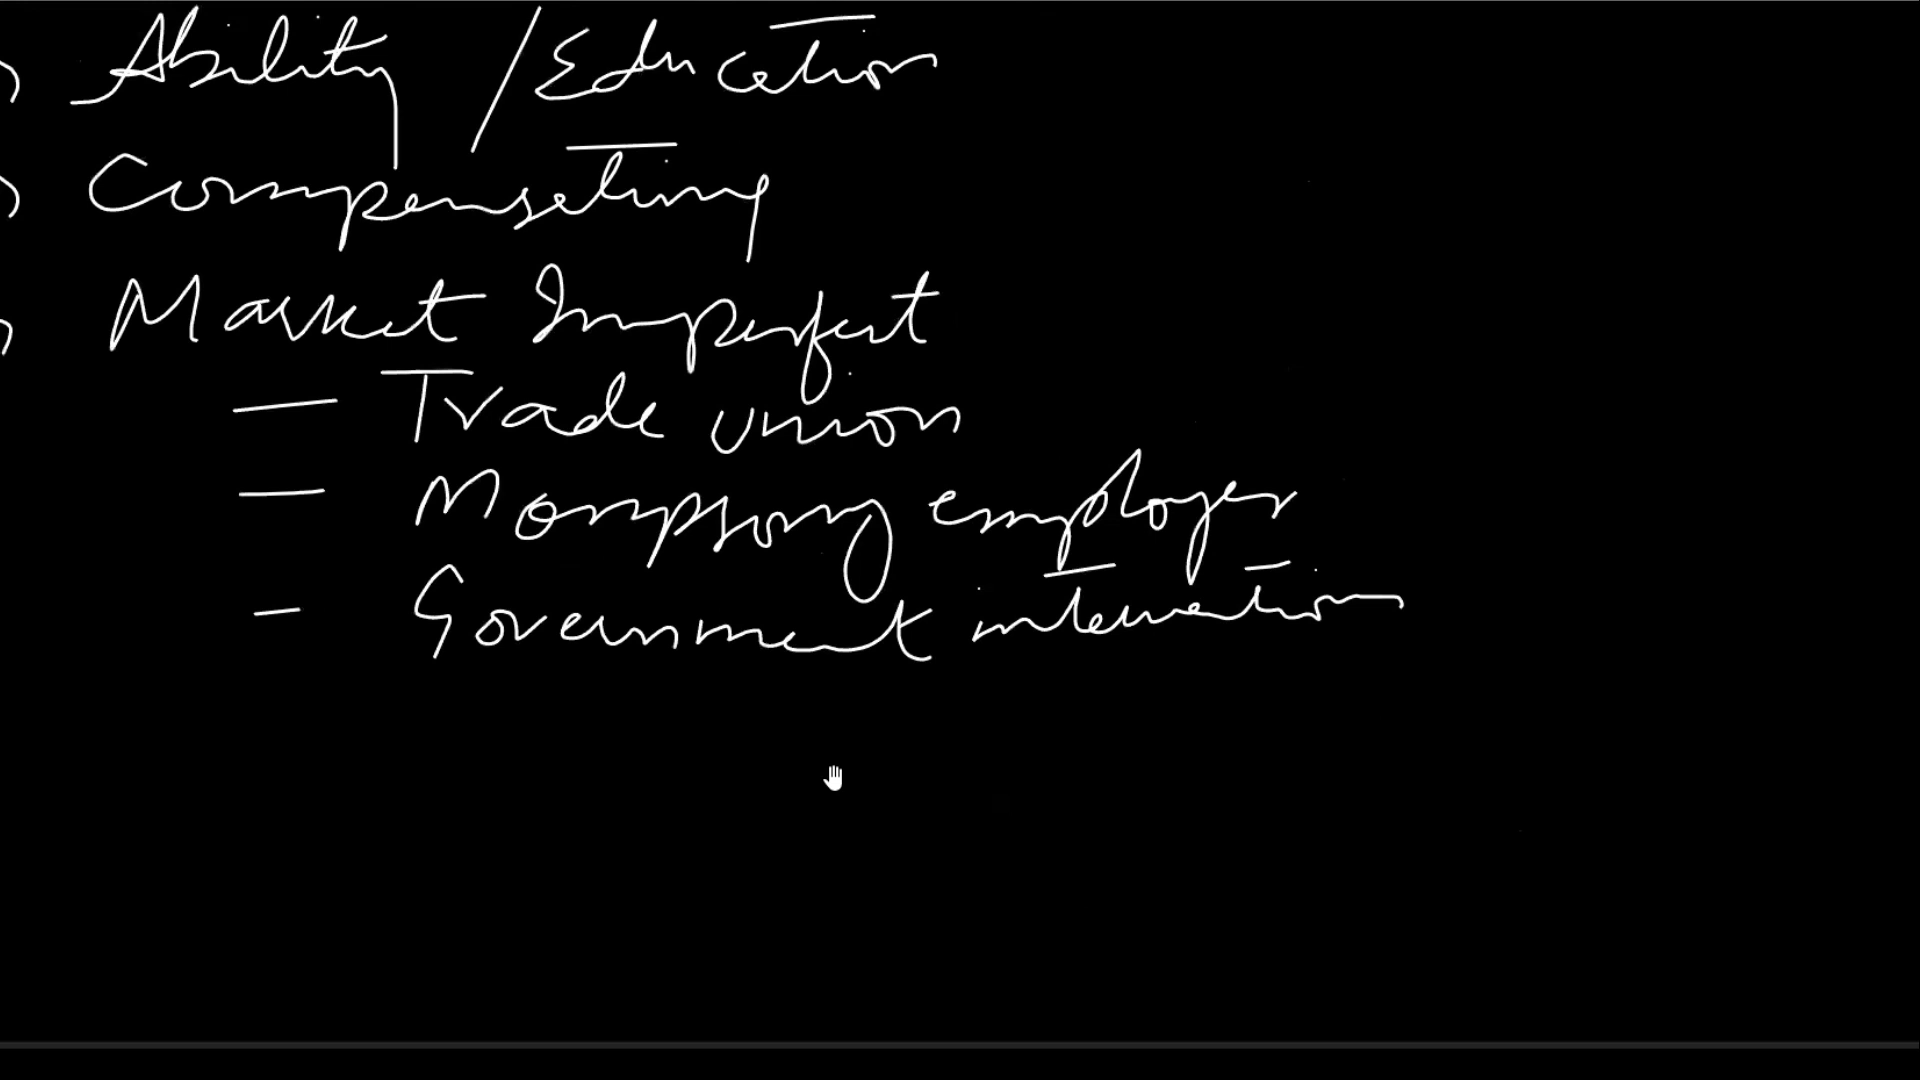 ) Ability / Education
) Compensating
) Market Imperfect
— Trade union
— Monopsony employer
- Government intervention